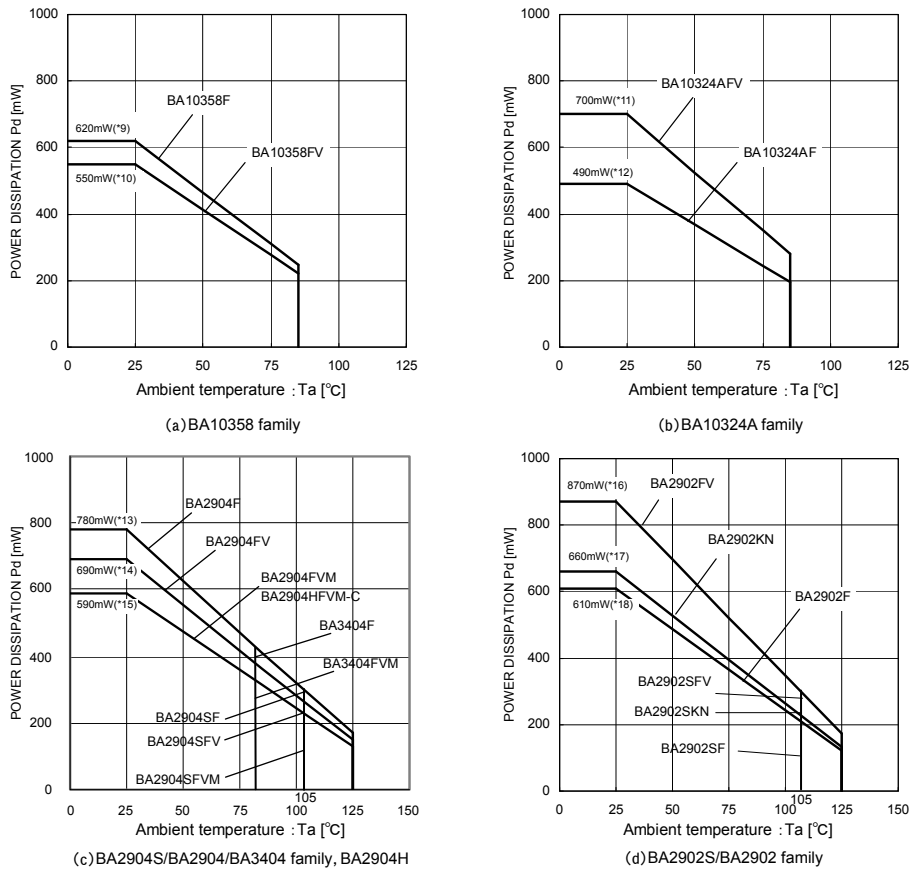 1000
800
600
400
200
0
POWER DISSIPATION Pd [mW]
620mW(*9)
550mW(*10)
BA10358F
BA10358FV
0 25 50 75 100 125
Ambient temperature : Ta [°C]
(a)BA10358 family
1000
800
600
400
200
0
POWER DISSIPATION Pd [mW]
700mW(*11)
490mW(*12)
BA10324AFV
BA10324AF
0 25 50 75 100 125
Ambient temperature : Ta [°C]
(b)BA10324A family
1000
800
600
400
200
0
POWER DISSIPATION Pd [mW]
780mW(*13)
690mW(*14)
590mW(*15)
BA2904F
BA2904FV
BA2904FVM
BA2904HFVM-C
BA3404F
BA3404FVM
BA2904SF
BA2904SFV
BA2904SFVM
105
0 25 50 75 100 125 150
Ambient temperature : Ta [°C]
(c)BA2904S/BA2904/BA3404 family, BA2904H
1000
800
600
400
200
0
POWER DISSIPATION Pd [mW]
870mW(*16)
660mW(*17)
610mW(*18)
BA2902FV
BA2902KN
BA2902F
BA2902SFV
BA2902SKN
BA2902SF
105
0 25 50 75 100 125 150
Ambient temperature : Ta [°C]
(d)BA2902S/BA2902 family